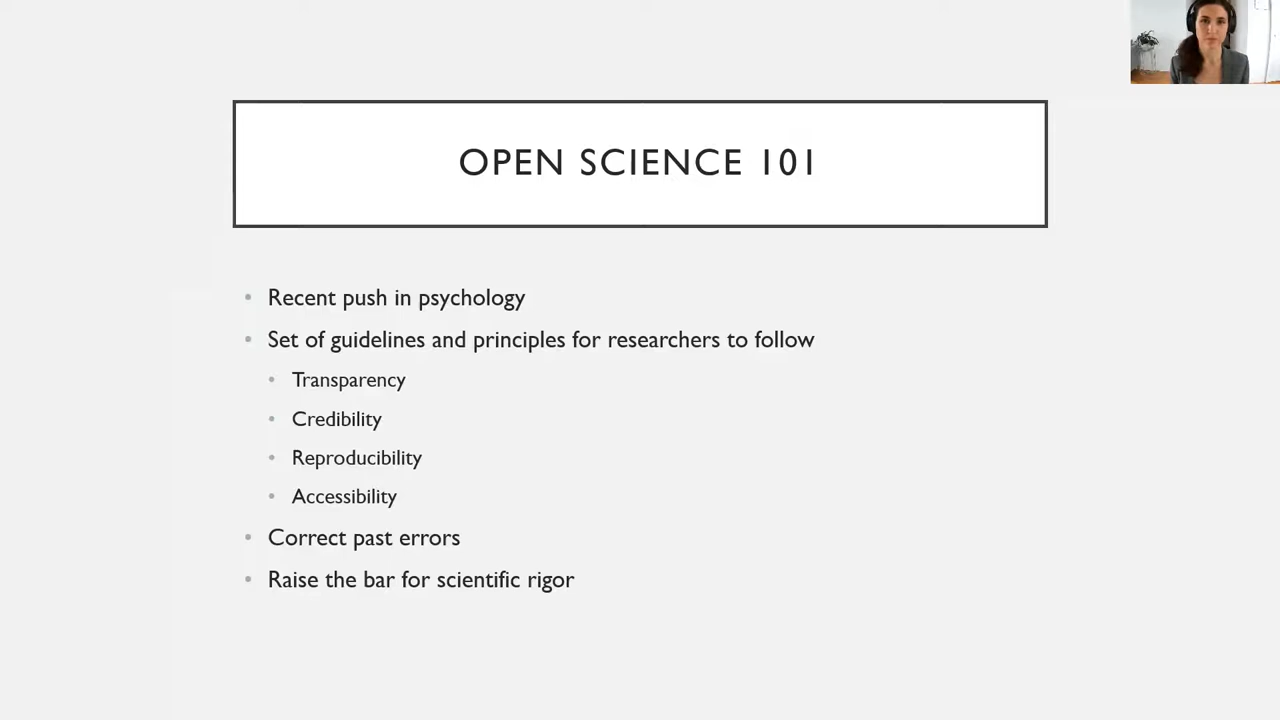 OPEN SCIENCE 101
• Recent push in psychology
• Set of guidelines and principles for researchers to follow
• Transparency
• Credibility
• Reproducibility
• Accessibility
• Correct past errors
• Raise the bar for scientific rigor